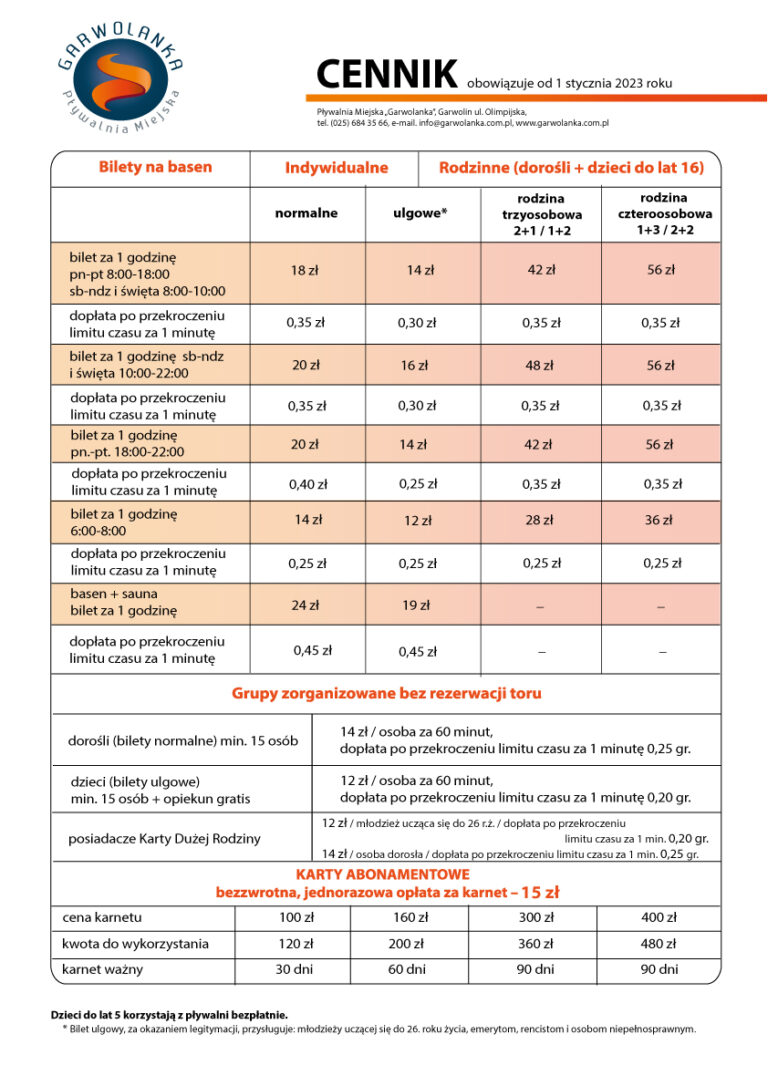 GARWOLANKA
Pływalnia Miejska
CENNIK obowiązuje od 1 stycznia 2023 roku
Pływalnia Miejska „Garwolanka”, Garwolin ul. Olimpijska,
tel. (025) 684 35 66, e-mail. info@garwolanka.com.pl, www.garwolanka.com.pl
Bilety na basen Indywidualne Rodzinne (dorośli + dzieci do lat 16)
normalne ulgowe* rodzina trzyosobowa 2+1 / 1+2 rodzina czteroosobowa 1+3 / 2+2
bilet za 1 godzinę
pn-pt 8:00-18:00
sb-ndz i święta 8:00-10:00
18 zł 14 zł 42 zł 56 zł
dopłata po przekroczeniu
limitu czasu za 1 minutę
0,35 zł 0,30 zł 0,35 zł 0,35 zł
bilet za 1 godzinę sb-ndz
i święta 10:00-22:00
20 zł 16 zł 48 zł 56 zł
dopłata po przekroczeniu
limitu czasu za 1 minutę
0,35 zł 0,30 zł 0,35 zł 0,35 zł
bilet za 1 godzinę
pn.-pt. 18:00-22:00
20 zł 14 zł 42 zł 56 zł
dopłata po przekroczeniu
limitu czasu za 1 minutę
0,40 zł 0,25 zł 0,35 zł 0,35 zł
bilet za 1 godzinę
6:00-8:00
14 zł 12 zł 28 zł 36 zł
dopłata po przekroczeniu
limitu czasu za 1 minutę
0,25 zł 0,25 zł 0,25 zł 0,25 zł
basen + sauna
bilet za 1 godzinę
24 zł 19 zł – –
dopłata po przekroczeniu
limitu czasu za 1 minutę
0,45 zł 0,45 zł – –
Grupy zorganizowane bez rezerwacji toru
dorośli (bilety normalne) min. 15 osób
14 zł / osoba za 60 minut,
dopłata po przekroczeniu limitu czasu za 1 minutę 0,25 gr.
dzieci (bilety ulgowe)
min. 15 osób + opiekun gratis
12 zł / osoba za 60 minut,
dopłata po przekroczeniu limitu czasu za 1 minutę 0,20 gr.
posiadacze Karty Dużej Rodziny
12 zł / młodzież ucząca się do 26 r.ż. / dopłata po przekroczeniu
limitu czasu za 1 min. 0,20 gr.
14 zł / osoba dorosła / dopłata po przekroczeniu limitu czasu za 1 min. 0,25 gr.
KARTY ABONAMENTOWE
bezzwrotna, jednorazowa opłata za karnet – 15 zł
cena karnetu 100 zł 160 zł 300 zł 400 zł
kwota do wykorzystania 120 zł 200 zł 360 zł 480 zł
karnet ważny 30 dni 60 dni 90 dni 90 dni
Dzieci do lat 5 korzystają z pływalni bezpłatnie.
* Bilet ulgowy, za okazaniem legitymacji, przysługuje: młodzieży uczącej się do 26. roku życia, emerytom, rencistom i osobom niepełnosprawnym.